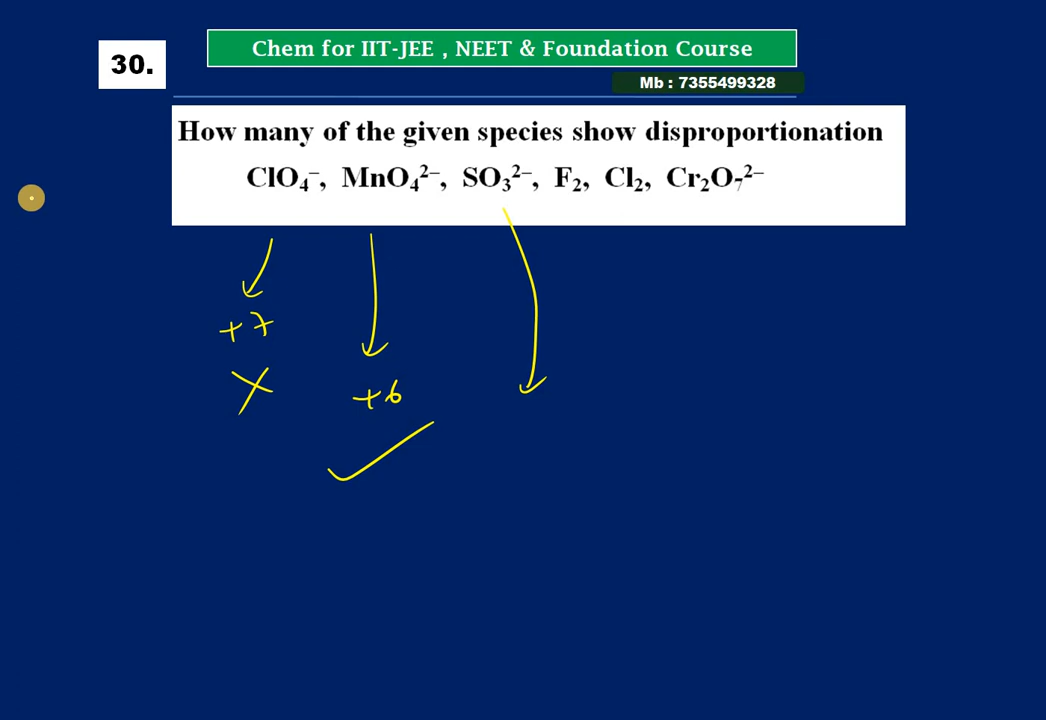 30.
Chem for IIT-JEE , NEET & Foundation Course
Mb : 7355499328
How many of the given species show disproportionation
ClO₄⁻, MnO₄²⁻, SO₃²⁻, F₂, Cl₂, Cr₂O₇²⁻
+7
+6